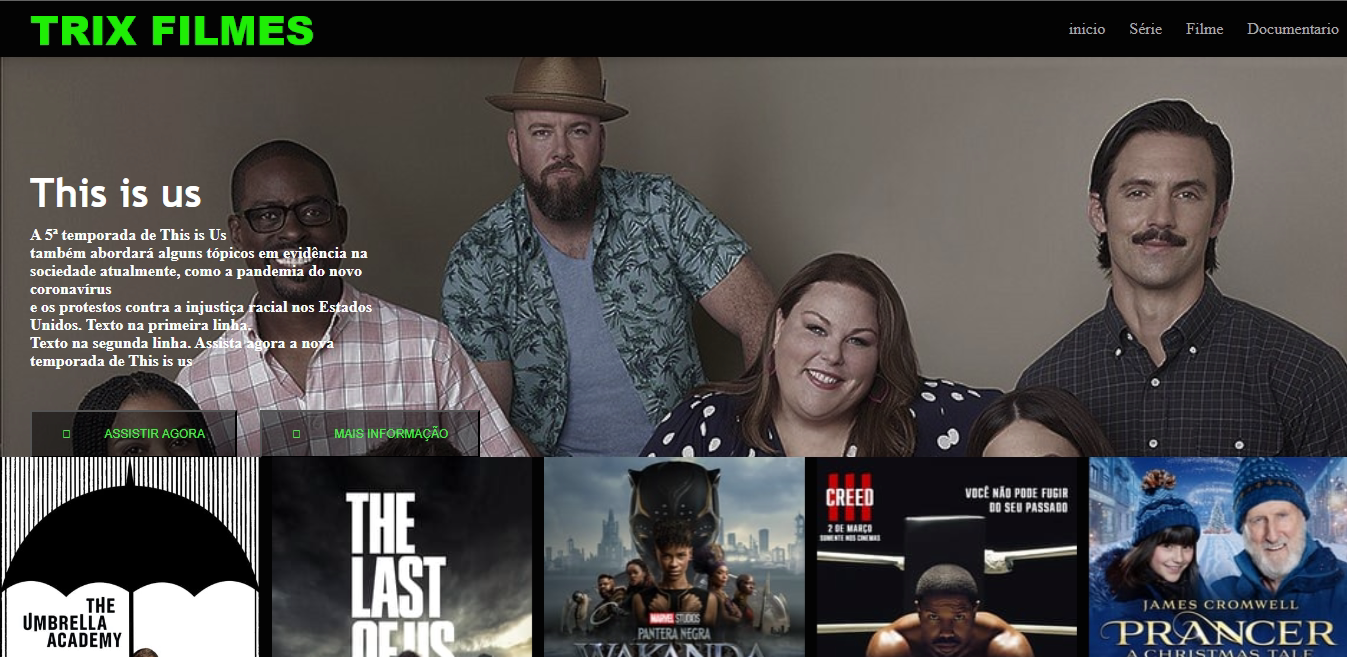 TRIX FILMES
inicio Série Filme Documentario
This is us
A 5ª temporada de This is Us
também abordará alguns tópicos em evidência na
sociedade atualmente, como a pandemia do novo
coronavírus
e os protestos contra a injustiça racial nos Estados
Unidos. Texto na primeira linha.
Texto na segunda linha. Assista agora a nova
temporada de This is us
ASSISTIR AGORA
MAIS INFORMAÇÃO
THE
UMBRELLA
ACADEMY
THE
LAST
OF US
MARVEL STUDIOS
PANTERA NEGRA
WAKANDA
CREED
III
2 DE MARÇO
SOMENTE NOS CINEMAS
VOCÊ NÃO PODE FUGIR
DO SEU PASSADO
JAMES CROMWELL
PRANCER
A CHRISTMAS TALE